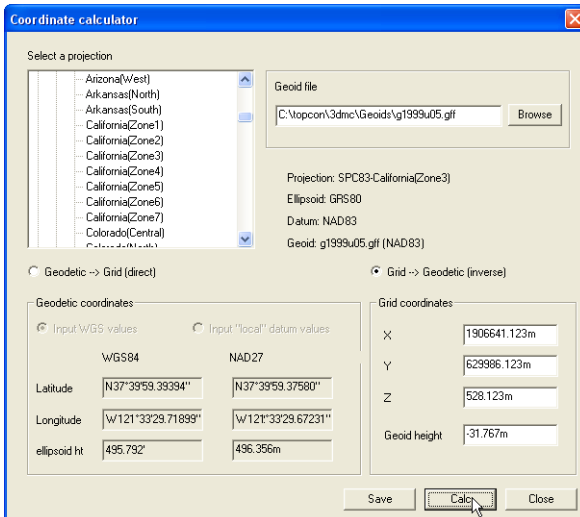 Coordinate calculator
Select a projection
Arizona(West)
Arkansas(North)
Arkansas(South)
California(Zone1)
California(Zone2)
California(Zone3)
California(Zone4)
California(Zone5)
California(Zone6)
California(Zone7)
Colorado(Central)
Colorado(North)
Geoid file
C:\topcon\3dmc\Geoids\g1999u05.gff
Browse
Projection: SPC83-California(Zone3)
Ellipsoid: GRS80
Datum: NAD83
Geoid: g1999u05.gff (NAD83)
Geodetic --> Grid (direct)
Grid --> Geodetic (inverse)
Geodetic coordinates
Input WGS values
Input "local" datum values
WGS84
NAD27
Latitude
N37°39'59.39394"
N37°39'59.37580"
Longitude
W121°33'29.71899"
W121°33'29.67231"
ellipsoid ht
495.792'
496.356m
Grid coordinates
X
1906641.123m
Y
629986.123m
Z
528.123m
Geoid height
-31.767m
Save
Calc
Close